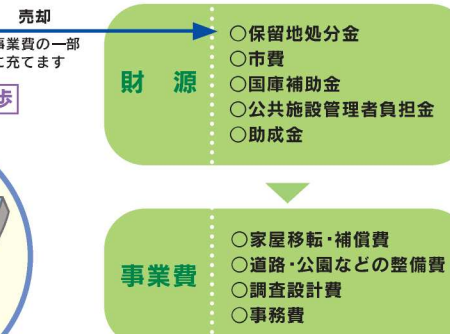 売却
事業費の一部
に充てます
歩
財源
○保留地処分金
○市費
○国庫補助金
○公共施設管理者負担金
○助成金
事業費
○家屋移転・補償費
○道路・公園などの整備費
○調査設計費
○事務費